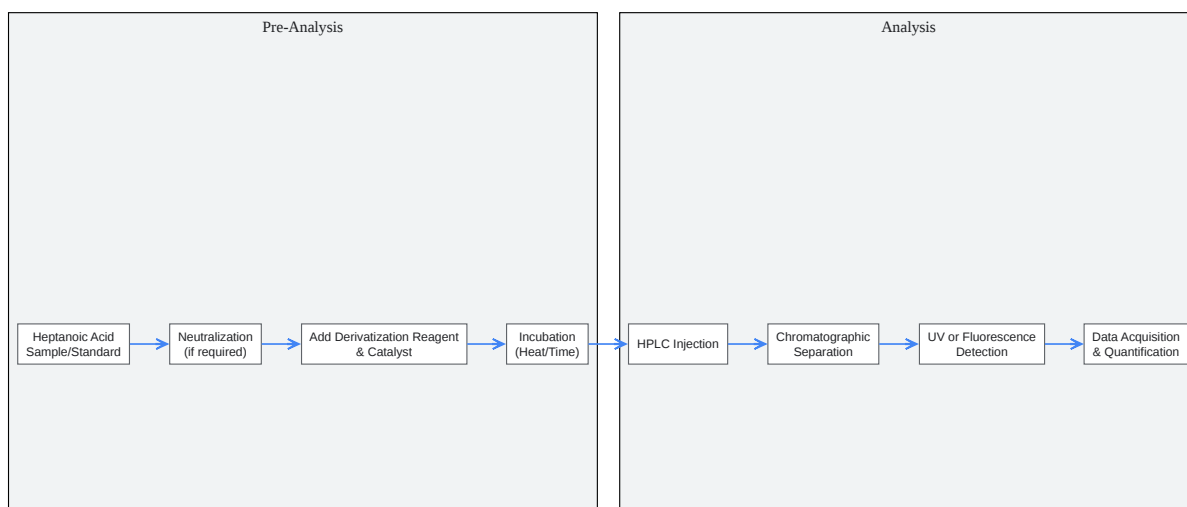 Pre-Analysis
Heptanoic Acid
Sample/Standard
Neutralization
(if required)
Add Derivatization Reagent
& Catalyst
Incubation
(Heat/Time)
Analysis
HPLC Injection
Chromatographic
Separation
UV or Fluorescence
Detection
Data Acquisition
& Quantification